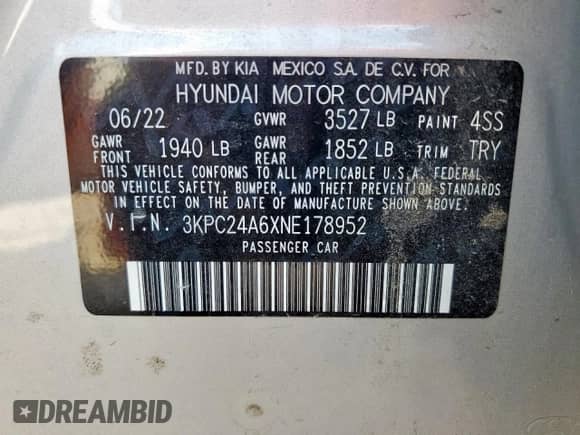 MFD. BY KIA MEXICO S.A. DE C.V. FOR
HYUNDAI MOTOR COMPANY
06/22 GVWR 3527 LB PAINT 4SS
GAWR FRONT 1940 LB GAWR REAR 1852 LB TRIM TRY
THIS VEHICLE CONFORMS TO ALL APPLICABLE U.S.A. FEDERAL
MOTOR VEHICLE SAFETY, BUMPER, AND THEFT PREVENTION STANDARDS
IN EFFECT ON THE DATE OF MANUFACTURE SHOWN ABOVE.
V.I.N. 3KPC24A6XNE178952
PASSENGER CAR
DREAMBID